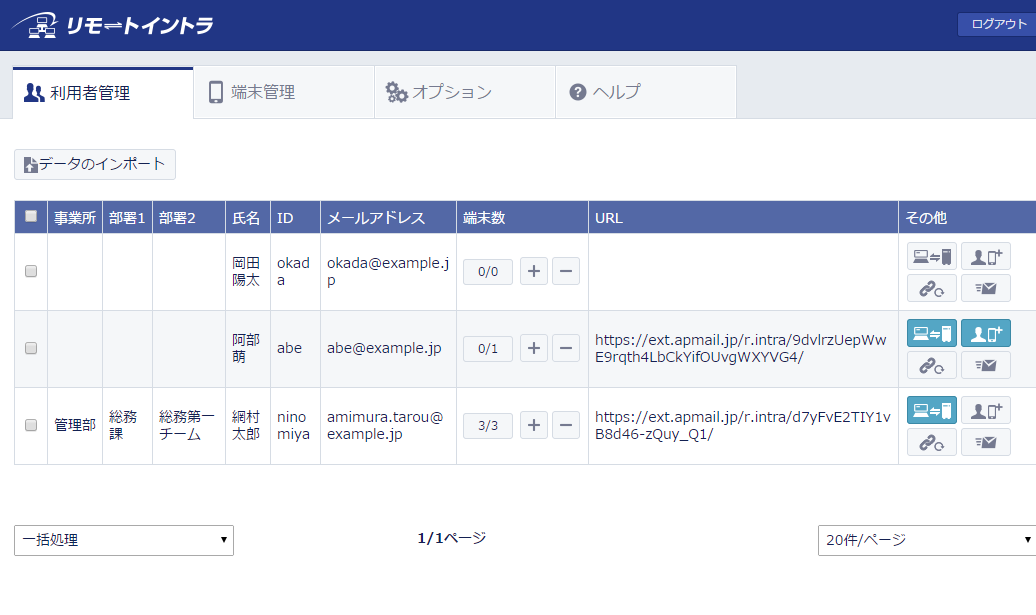 リモートイントラ
ログアウト
利用者管理 端末管理 オプション ヘルプ
データのインポート
事業所 部署1 部署2 氏名 ID メールアドレス 端末数 URL その他
岡田
陽太
okad
a
okada@example.j
p
0/0 + −
阿部
萌
abe
abe@example.jp
0/1 + −
https://ext.apmail.jp/r.intra/9dvIrzUepWw
E9rqth4LbCkYifOUvgWXYVG4/
管理部
総務
課
総務第一
チーム
網村
太郎
nino
miya
amimura.tarou@
example.jp
3/3 + −
https://ext.apmail.jp/r.intra/d7yFvE2TIY1v
B8d46-zQuy_Q1/
一括処理 1/1ページ 20件/ページ